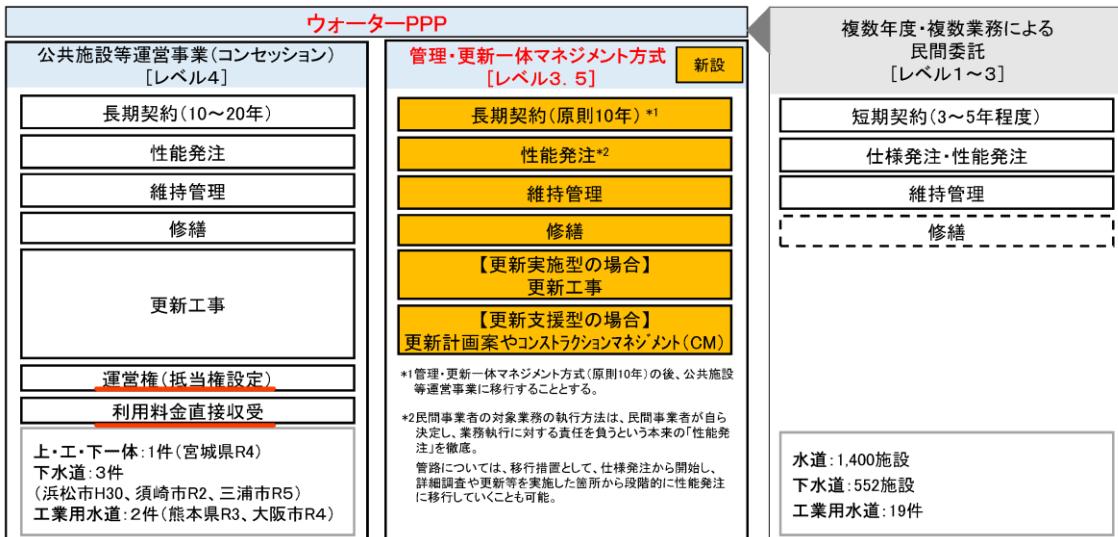 ウォーターPPP
公共施設等運営事業(コンセッション)
[レベル4]
長期契約(10～20年)
性能発注
維持管理
修繕
更新工事
運営権(抵当権設定)
利用料金直接収受
上・工・下一体:1件(宮城県R4)
下水道:3件
(浜松市H30、須崎市R2、三浦市R5)
工業用水道:2件(熊本県R3、大阪市R4)
管理・更新一体マネジメント方式
[レベル3.5]
新設
長期契約(原則10年)*1
性能発注*2
維持管理
修繕
【更新実施型の場合】
更新工事
【更新支援型の場合】
更新計画案やコンストラクションマネジメント(CM)
*1管理・更新一体マネジメント方式(原則10年)の後、公共施設
等運営事業に移行することとする。
*2民間事業者の対象業務の執行方法は、民間事業者が自ら
決定し、業務執行に対する責任を負うという本来の「性能発
注」を徹底。
管路については、移行措置として、仕様発注から開始し、
詳細調査や更新等を実施した箇所から段階的に性能発注
に移行していくことも可能。
複数年度・複数業務による
民間委託
[レベル1～3]
短期契約(3～5年程度)
仕様発注・性能発注
維持管理
修繕
水道:1,400施設
下水道:552施設
工業用水道:19件